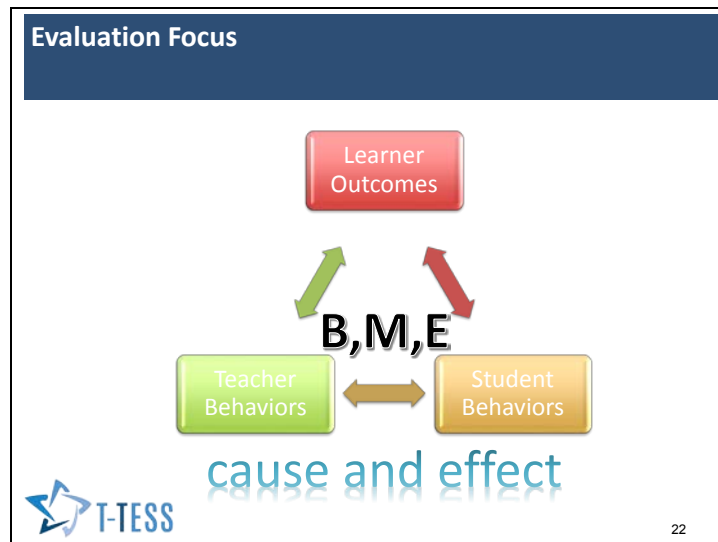 Evaluation Focus
Learner
Outcomes
B,M,E
Teacher
Behaviors
Student
Behaviors
cause and effect
T-TESS
22